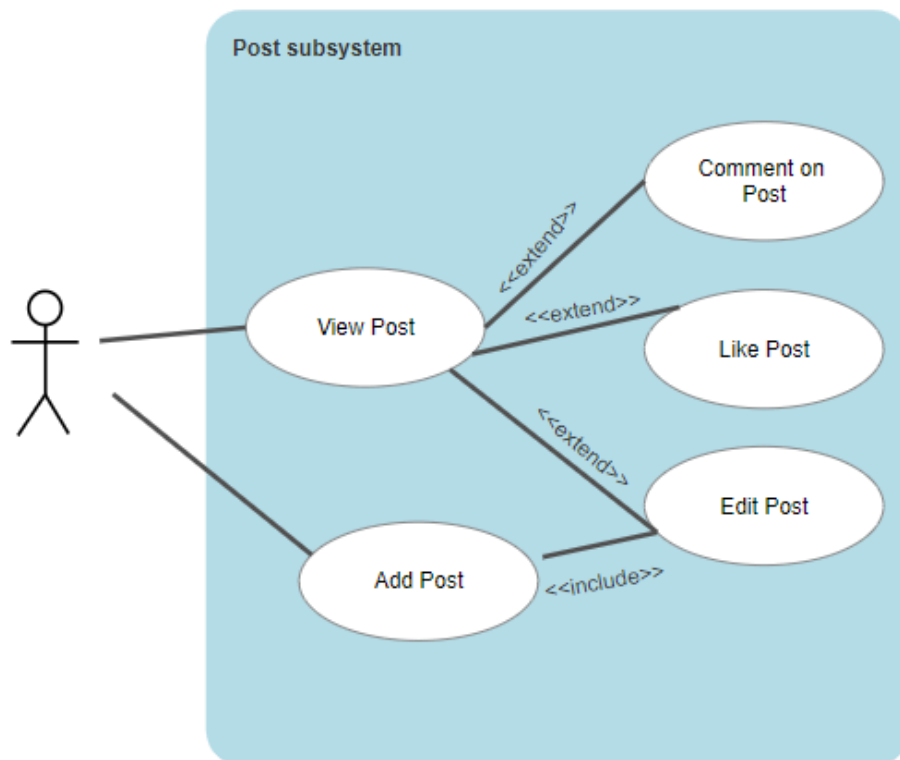 Post subsystem
Comment on
Post
<<extend>>
<<extend>>
View Post
Like Post
<<extend>>
Edit Post
Add Post
<<include>>